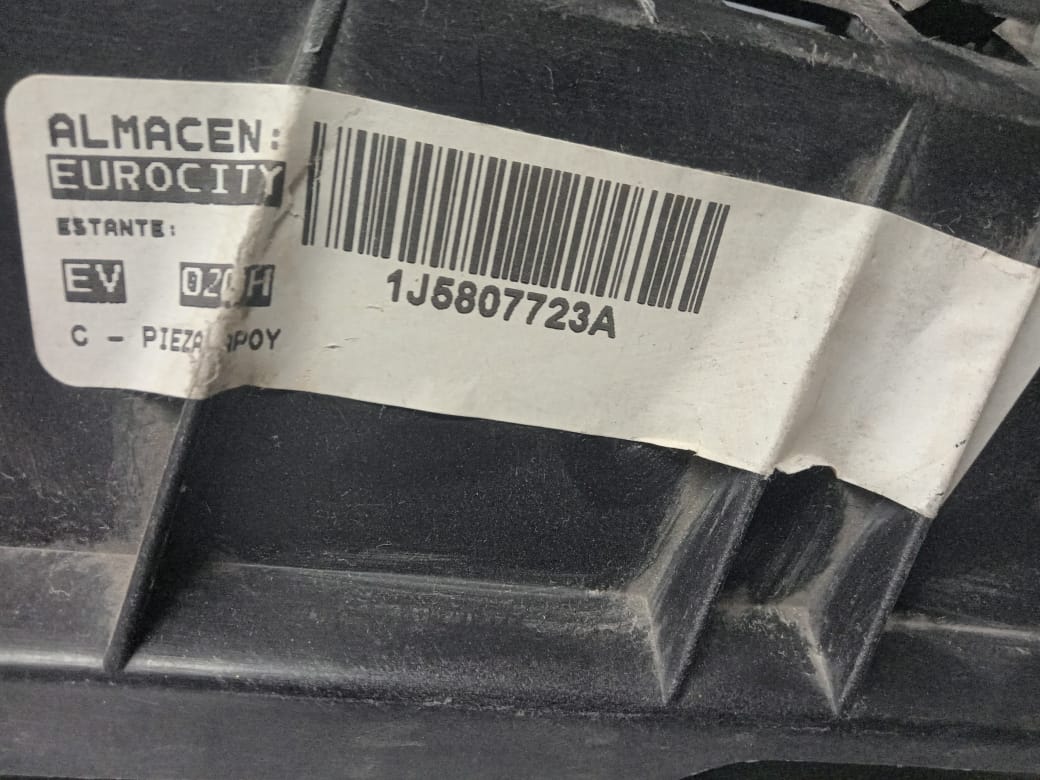 ALMACEN:
EUROCITY
ESTANTE:
EV
C - PIEZA APOY
1J5807723A